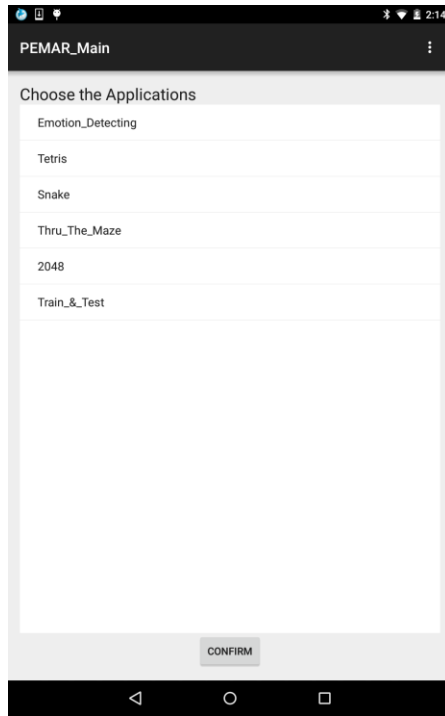 2:14
PEMAR_Main
Choose the Applications
Emotion_Detecting
Tetris
Snake
Thru_The_Maze
2048
Train_&_Test
CONFIRM